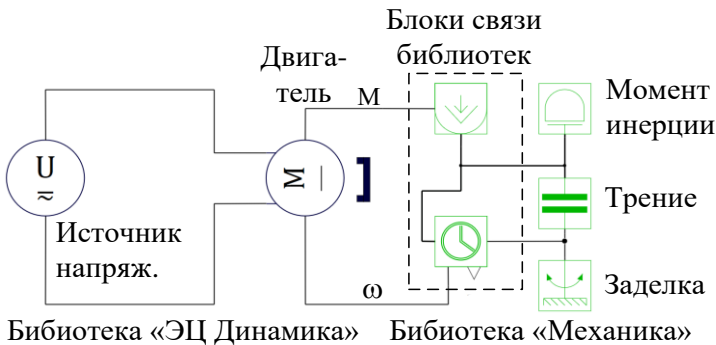 Блоки связи
библиотек
Двига-
тель
M
Момент
инерции
U
≂
M
Трение
Источник
напряж.
ω
Заделка
Бибиотека «ЭЦ Динамика»
Библиотека «Механика»